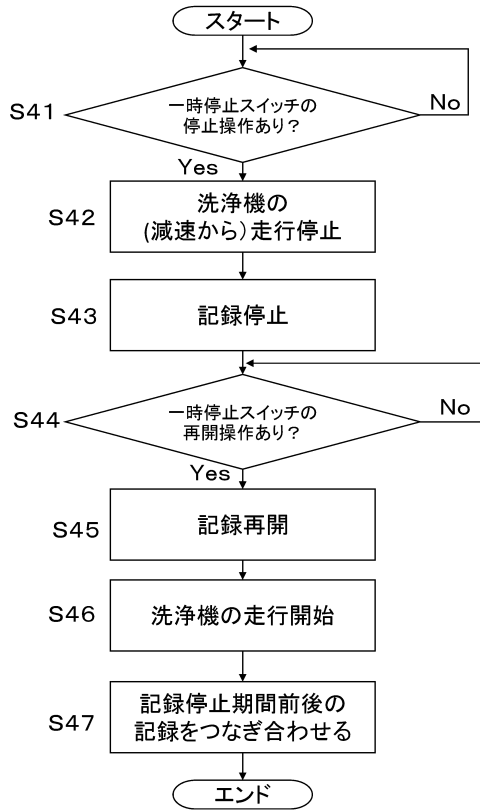 スタート
S41
一時停止スイッチの
停止操作あり？
No
Yes
S42
洗浄機の
(減速から)走行停止
S43
記録停止
S44
一時停止スイッチの
再開操作あり？
No
Yes
S45
記録再開
S46
洗浄機の走行開始
S47
記録停止期間前後の
記録をつなぎ合わせる
エンド